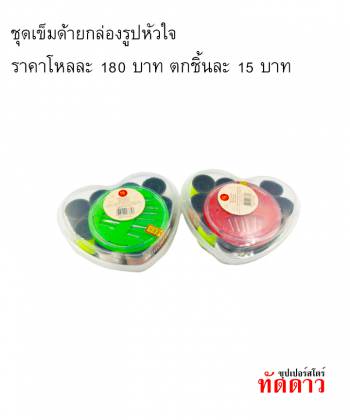 ชุดเข็มด้ายกล่องรูปหัวใจ
ราคาโหลละ 180 บาท ตกชิ้นละ 15 บาท
ซุปเปอร์สโตร์
ทัดดาว